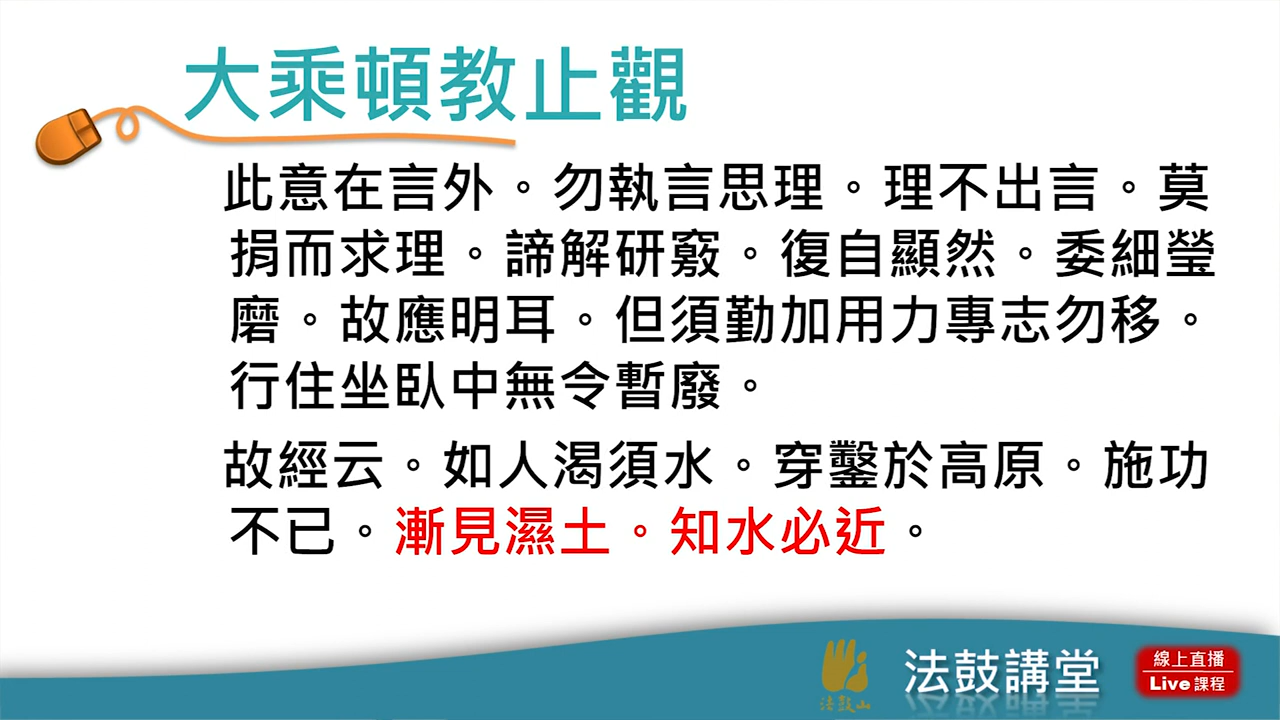 大乘頓教止觀
此意在言外。勿執言思理。理不出言。莫
捐而求理。諦解研竅。復自顯然。委細瑩
磨。故應明耳。但須勤加用力專志勿移。
行住坐臥中無令暫廢。
故經云。如人渴須水。穿鑿於高原。施功
不已。漸見濕土。知水必近。
法鼓山
法鼓講堂
線上直播
Live 課程